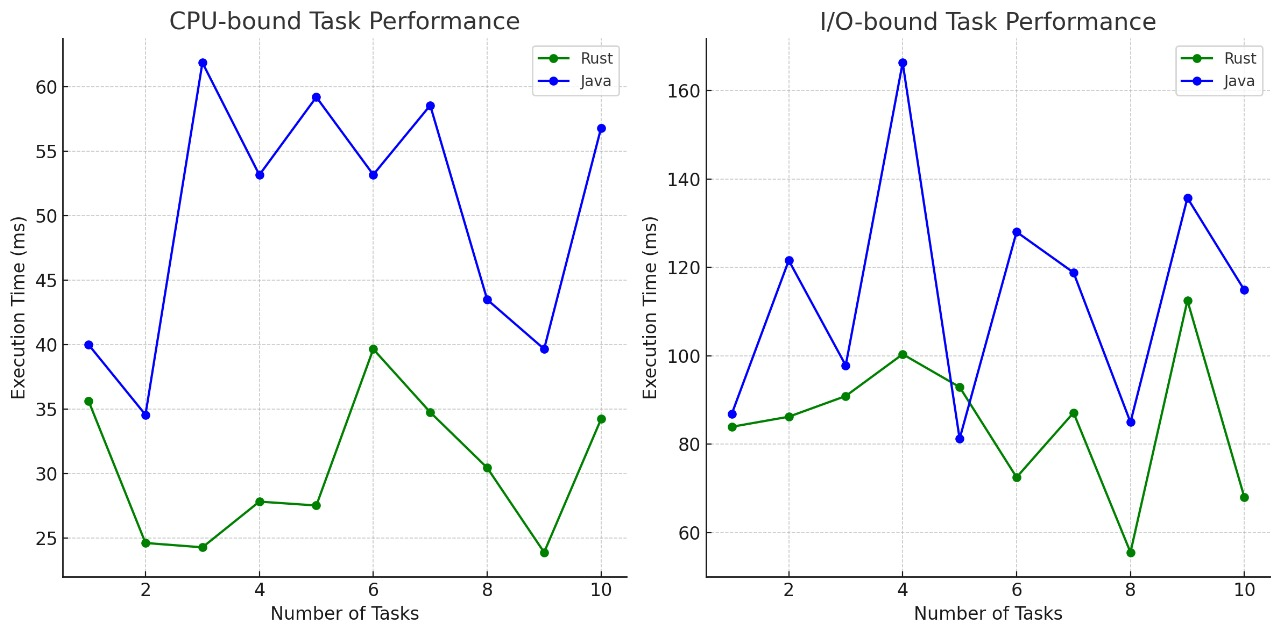 CPU-bound Task Performance
Rust
Java
60
55
50
45
40
35
30
25
Execution Time (ms)
2
4
6
8
10
Number of Tasks
I/O-bound Task Performance
Rust
Java
160
140
120
100
80
60
Execution Time (ms)
2
4
6
8
10
Number of Tasks